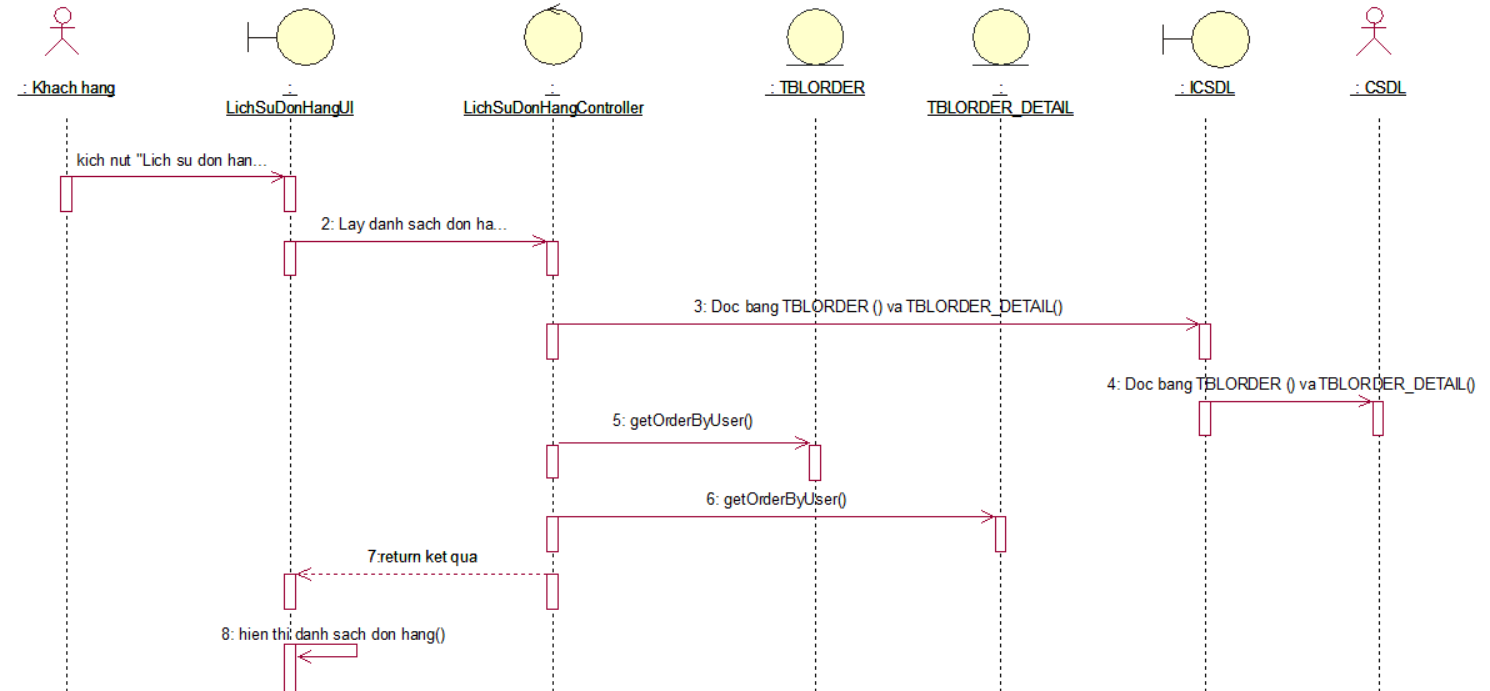 : Khach hang
:
LichSuDonHangUI
:
LichSuDonHangController
: TBLORDER
:
TBLORDER_DETAIL
: ICSDL
: CSDL
kich nut "Lich su don han...
2: Lay danh sach don ha...
3: Doc bang TBLORDER () va TBLORDER_DETAIL()
4: Doc bang TBLORDER () va TBLORDER_DETAIL()
5: getOrderByUser()
6: getOrderByUser()
7:return ket qua
8: hien thi danh sach don hang()